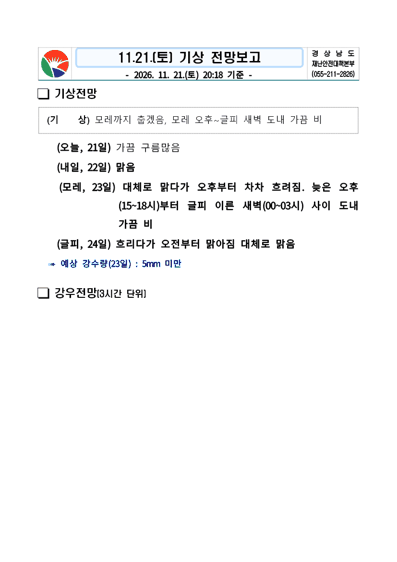 11.21.(토) 기상 전망보고
- 2026. 11. 21.(토) 20:18 기준 -
경 상 남 도
재난안전대책본부
(055-211-2826)
❏ 기상전망
(기 상) 모레까지 춥겠음, 모레 오후~글피 새벽 도내 가끔 비
(오늘, 21일) 가끔 구름많음
(내일, 22일) 맑음
(모레, 23일) 대체로 맑다가 오후부터 차차 흐려짐. 늦은 오후
(15~18시)부터 글피 이른 새벽(00~03시) 사이 도내
가끔 비
(글피, 24일) 흐리다가 오전부터 맑아짐 대체로 맑음
➠ 예상 강수량(23일) : 5mm 미만
❏ 강우전망(3시간 단위)